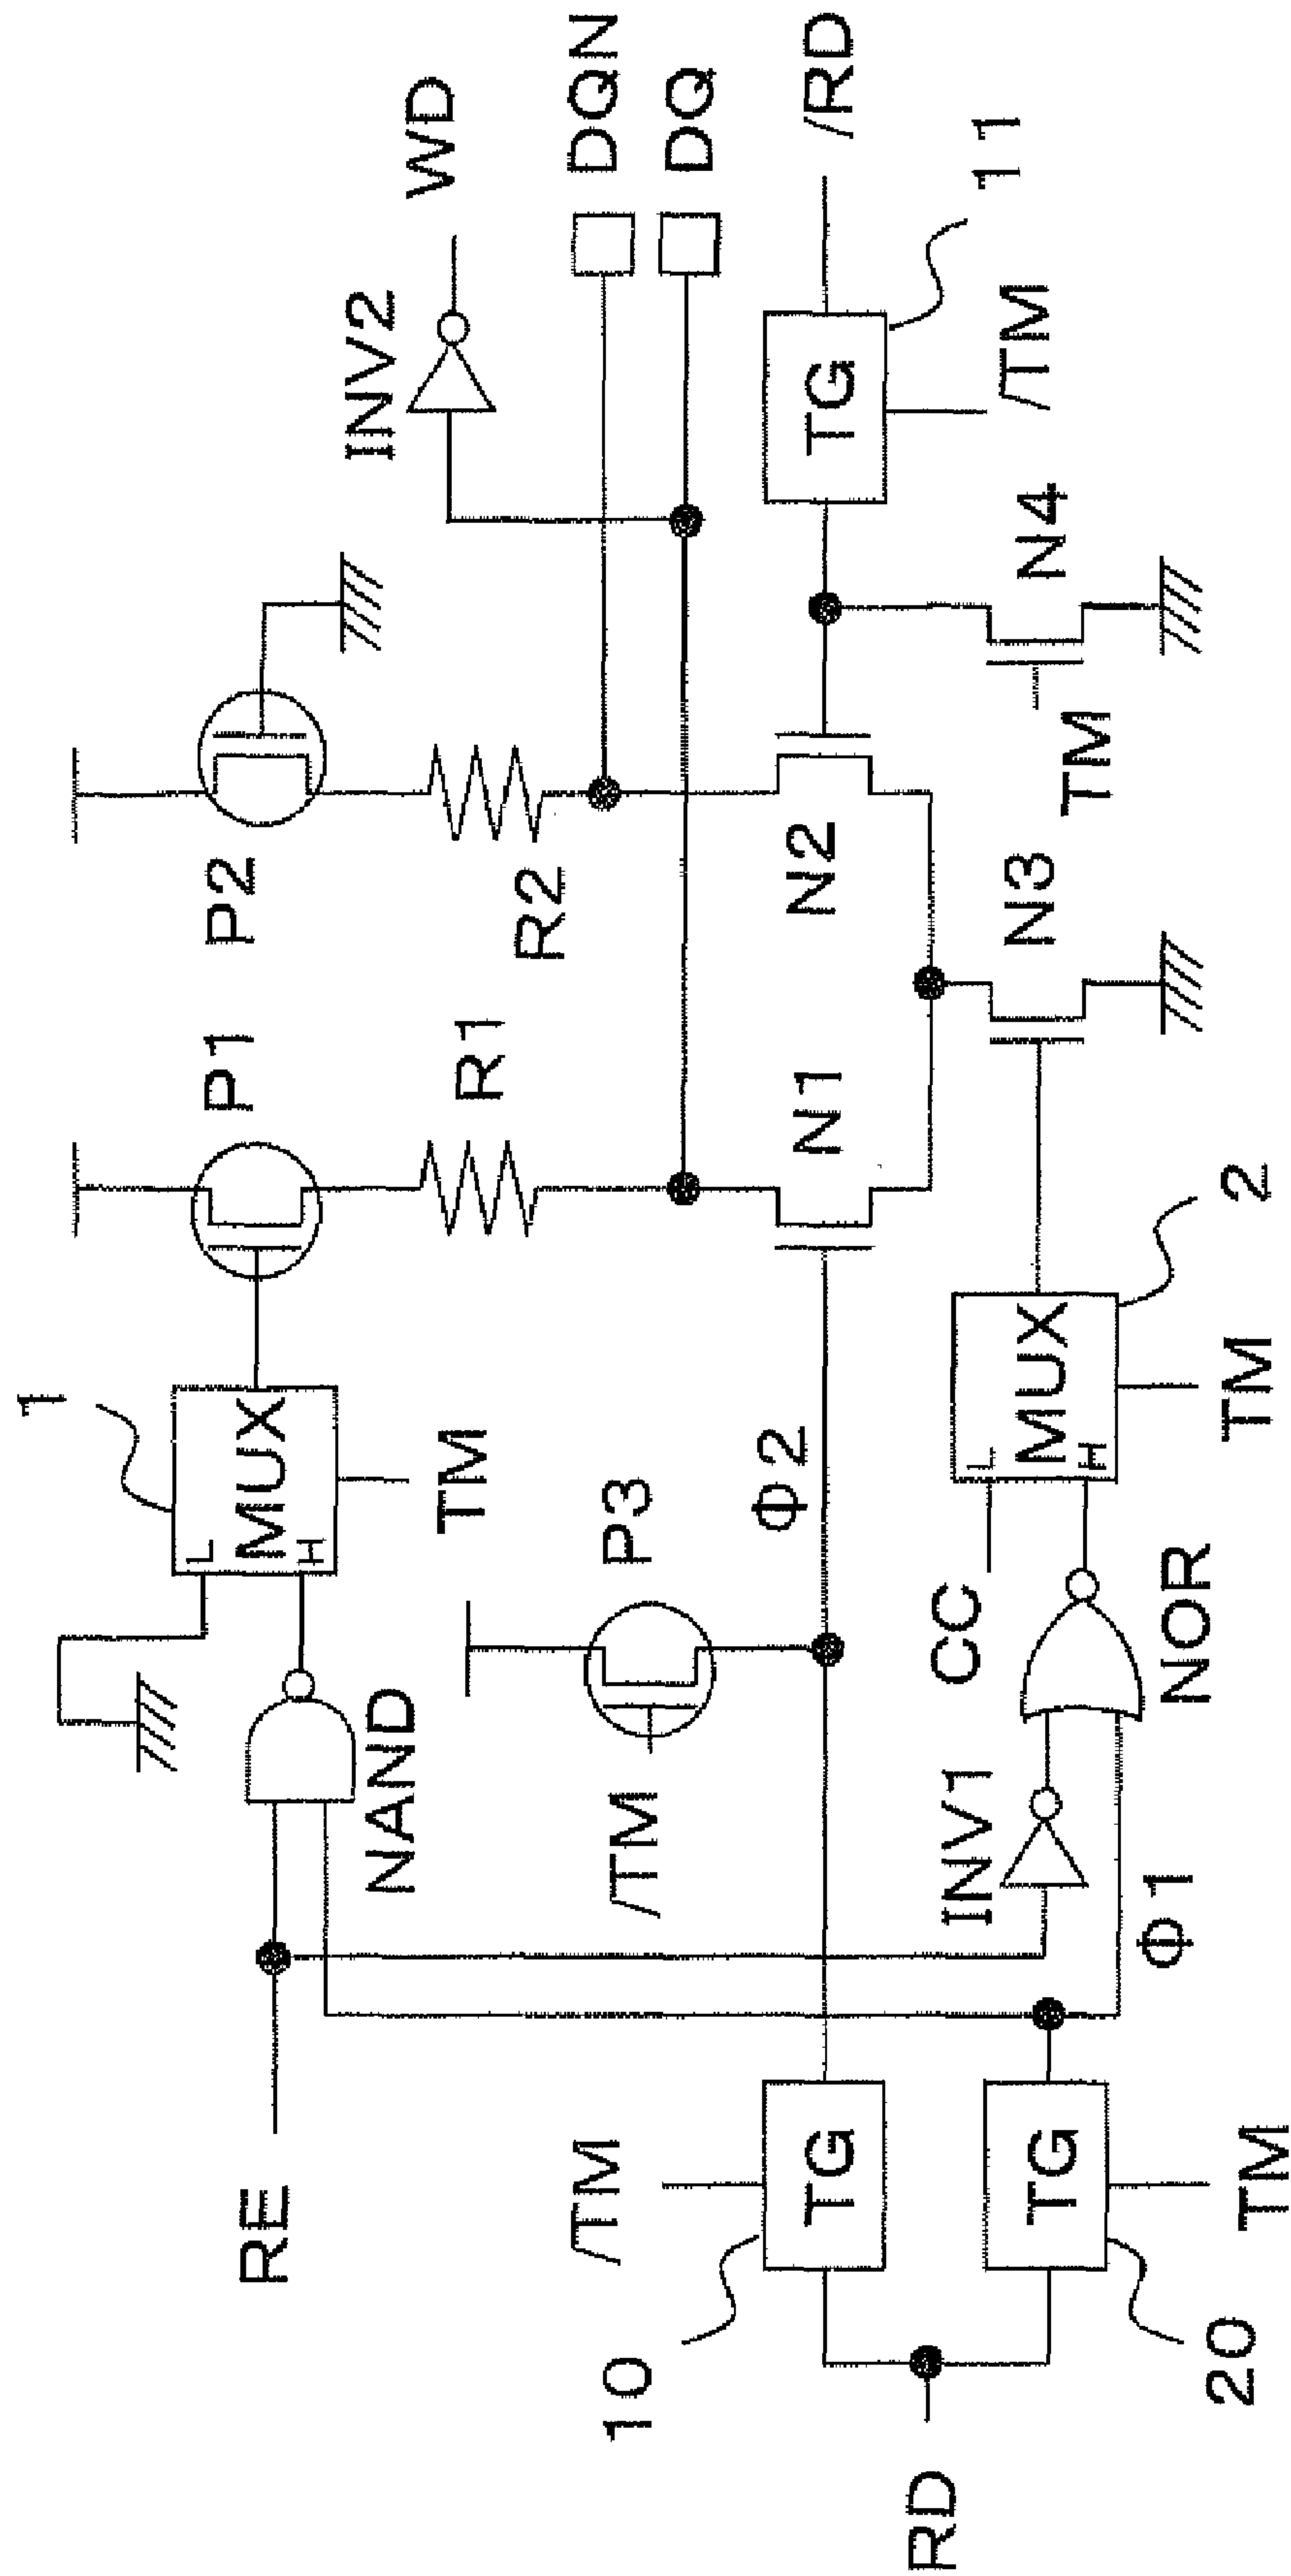 RD
10
20
TG
TG
/TM
TM
RE
Φ1
NAND
/TM
P3
INV1
NOR
CC
Φ2
1
L
H
MUX
TM
L
H
MUX
TM
2
P1
R1
N1
N3
P2
R2
N2
TM
N4
TG
/TM
11
/RD
INV2
WD
DQN
DQ